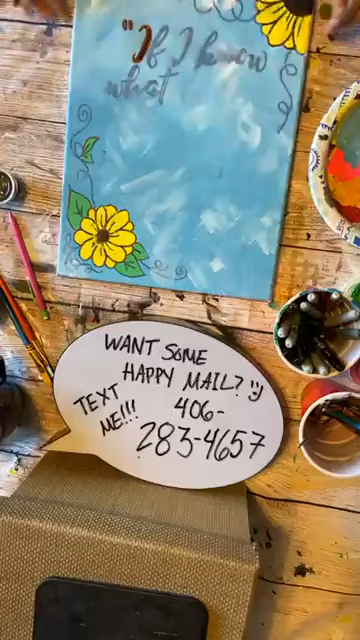 "If I knew
what
WANT SOME
HAPPY MAIL? :)
TEXT
ME!!!
406-
283-4657